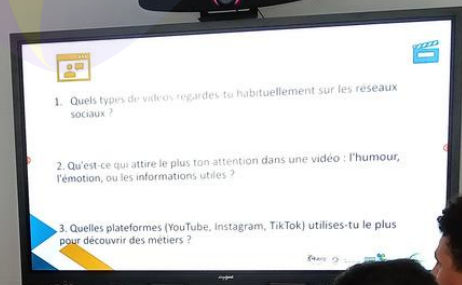 1. Quels types de vidéos regardes-tu habituellement sur les réseaux
sociaux ?
2. Qu'est-ce qui attire le plus ton attention dans une vidéo : l'humour,
l'émotion, ou les informations utiles ?
3. Quelles plateformes (YouTube, Instagram, TikTok) utilises-tu le plus
pour découvrir des métiers ?